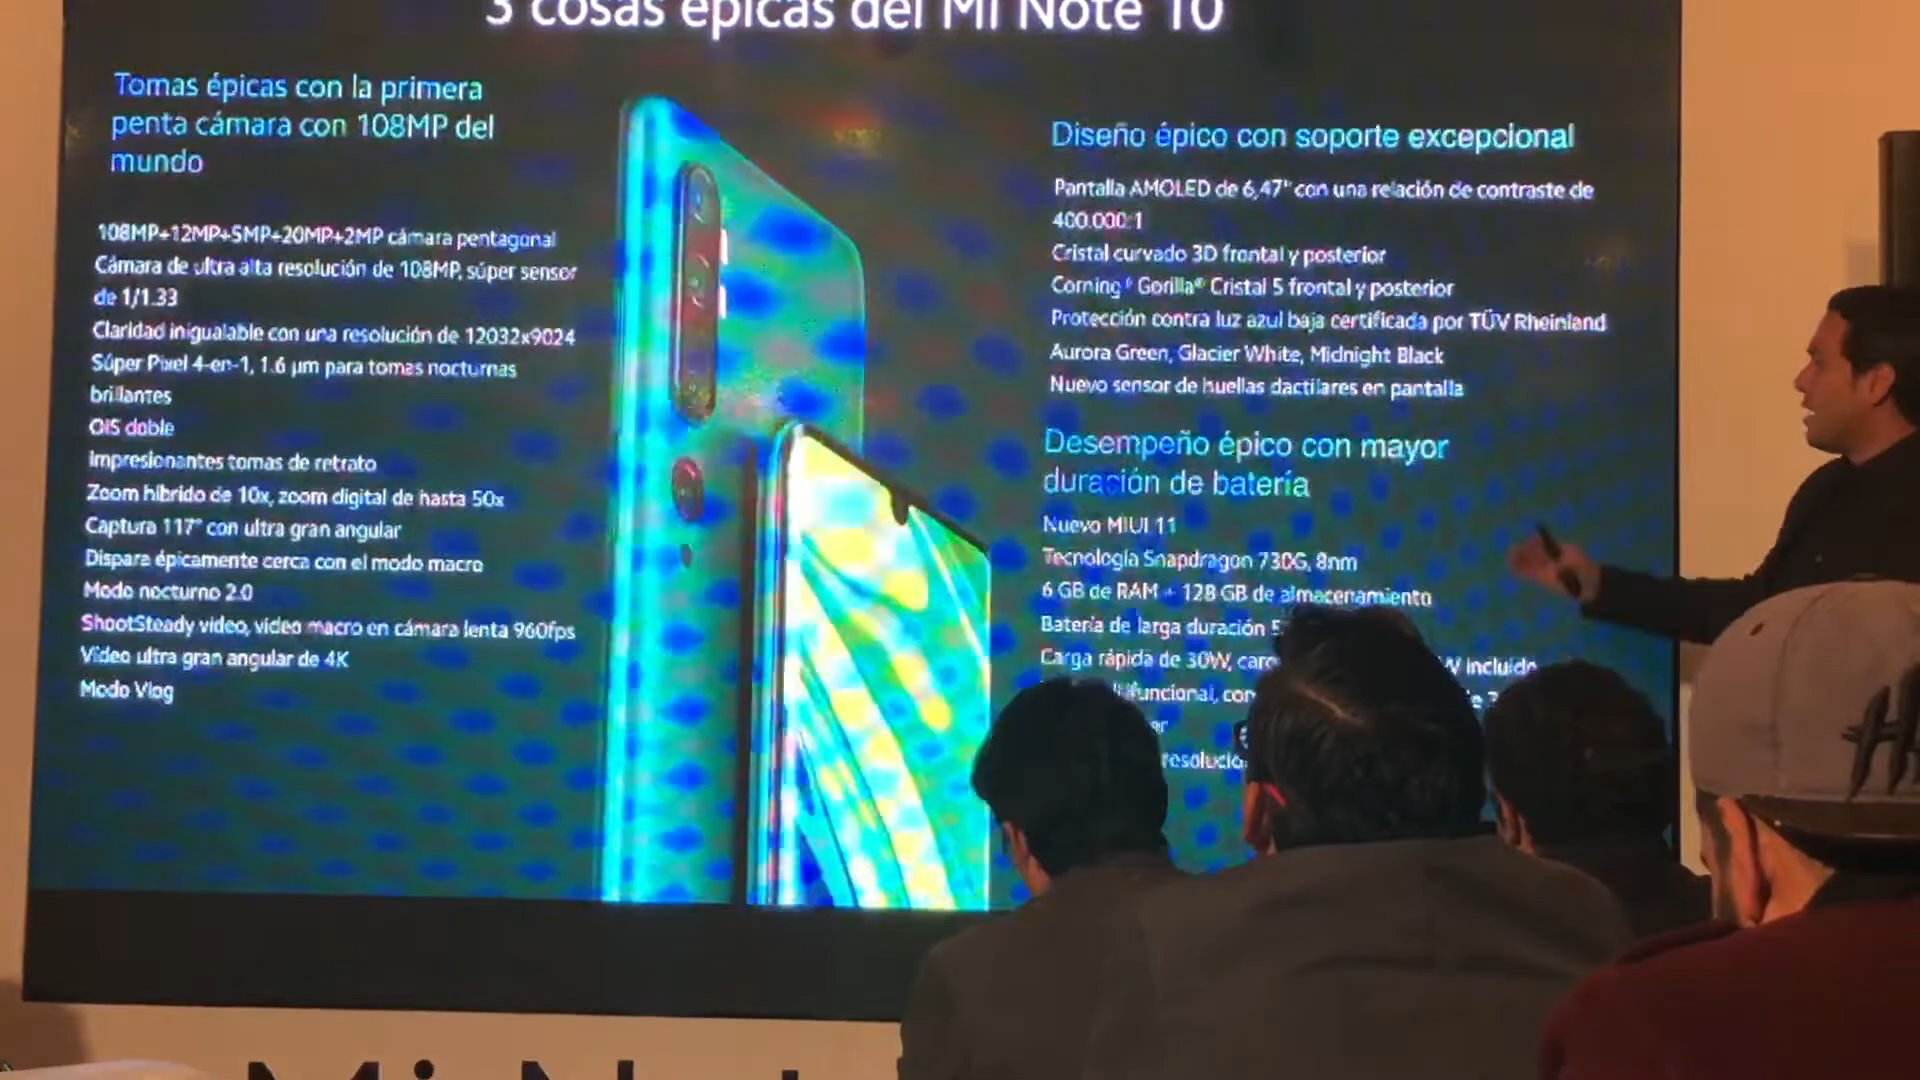 3 cosas épicas del Mi Note 10
Tomas épicas con la primera
penta cámara con 108MP del
mundo
108MP+12MP+5MP+20MP+2MP cámara pentagonal
Cámara de ultra alta resolución de 108MP, súper sensor
de 1/1.33
Claridad inigualable con una resolución de 12032x9024
Súper Pixel 4-en-1, 1.6 μm para tomas nocturnas
brillantes
OIS doble
Impresionantes tomas de retrato
Zoom híbrido de 10x, zoom digital de hasta 50x
Captura 117° con ultra gran angular
Dispara épicamente cerca con el modo macro
Modo nocturno 2.0
ShootSteady video, video macro en cámara lenta 960fps
Video ultra gran angular de 4K
Modo Vlog
Diseño épico con soporte excepcional
Pantalla AMOLED de 6,47" con una relación de contraste de
400.000:1
Cristal curvado 3D frontal y posterior
Corning® Gorilla® Cristal 5 frontal y posterior
Protección contra luz azul baja certificada por TÜV Rheinland
Aurora Green, Glacier White, Midnight Black
Nuevo sensor de huellas dactilares en pantalla
Desempeño épico con mayor
duración de batería
Nuevo MIUI 11
Tecnología Snapdragon 730G, 8nm
6 GB de RAM + 128 GB de almacenamiento
Batería de larga duración
Carga rápida de 30W, incluido
Mi